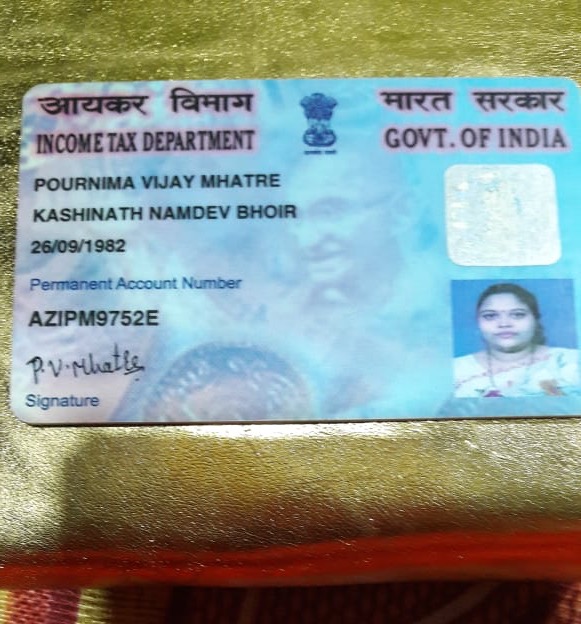 आयकर विभाग भारत सरकार
INCOME TAX DEPARTMENT GOVT. OF INDIA
POURNIMA VIJAY MHATRE
KASHINATH NAMDEV BHOIR
26/09/1982
Permanent Account Number
AZIPM9752E
P.V.Mhatre
Signature